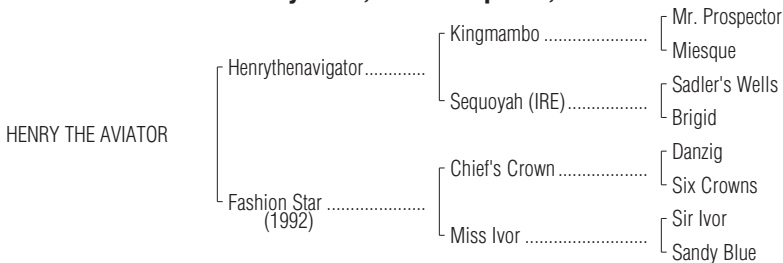 Mr. Prospector
Kingmambo ....................
Miesque
Henrythenavigator.............
Sadler's Wells
Sequoyah (IRE).................
Brigid
HENRY THE AVIATOR
Danzig
Chief's Crown ..................
Six Crowns
Fashion Star .....................
(1992)
Sir Ivor
Miss Ivor .........................
Sandy Blue